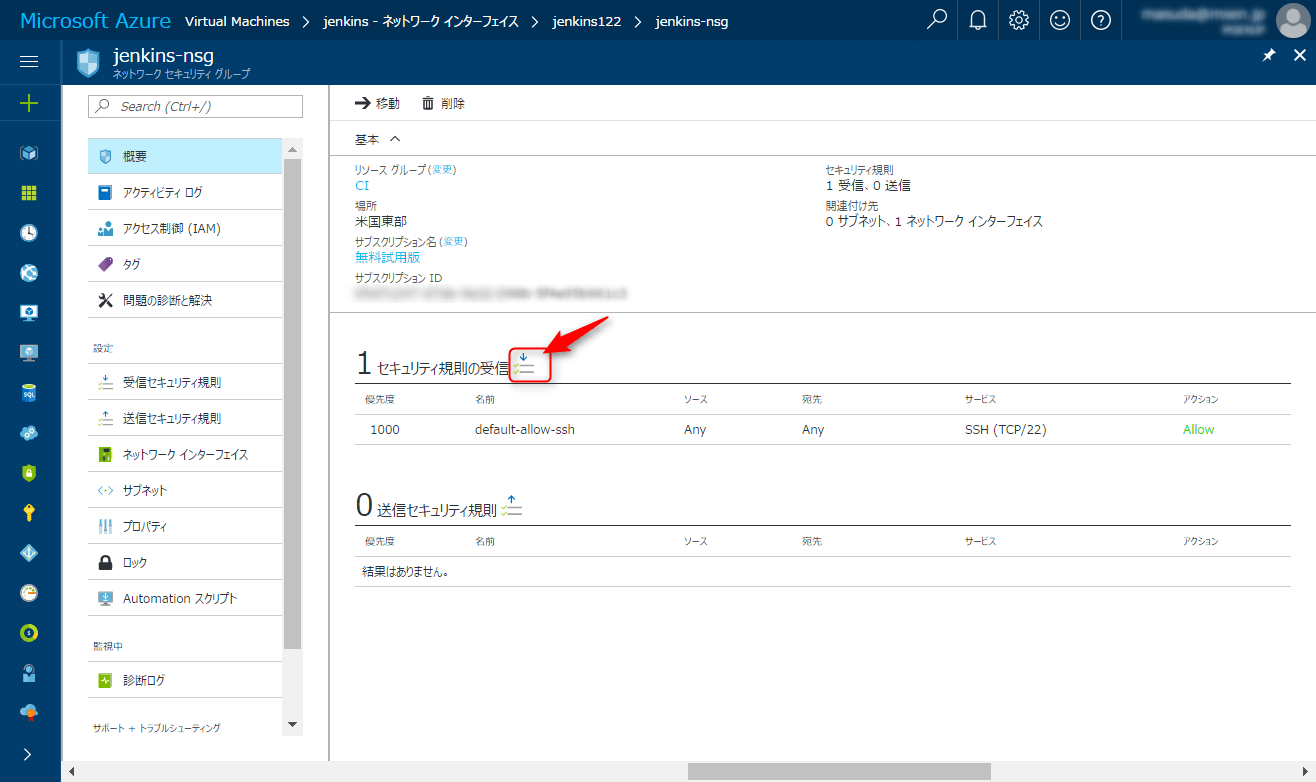 Microsoft Azure Virtual Machines > jenkins - ネットワーク インターフェイス > jenkins122 > jenkins-nsg
jenkins-nsg
ネットワーク セキュリティ グループ
Search (Ctrl+/)
概要
アクティビティ ログ
アクセス制御 (IAM)
タグ
問題の診断と解決
設定
受信セキュリティ規則
送信セキュリティ規則
ネットワーク インターフェイス
サブネット
プロパティ
ロック
Automation スクリプト
監視中
診断ログ
サポート + トラブルシューティング
移動 削除
基本
リソース グループ (変更)
CI
場所
米国東部
サブスクリプション名 (変更)
無料試用版
サブスクリプション ID
セキュリティ規則
1 受信、0 送信
関連付け先
0 サブネット、1 ネットワーク インターフェイス
1 セキュリティ規則の受信
優先度 名前 ソース 宛先 サービス アクション
1000 default-allow-ssh Any Any SSH (TCP/22) Allow
0 送信セキュリティ規則
優先度 名前 ソース 宛先 サービス アクション
結果はありません。